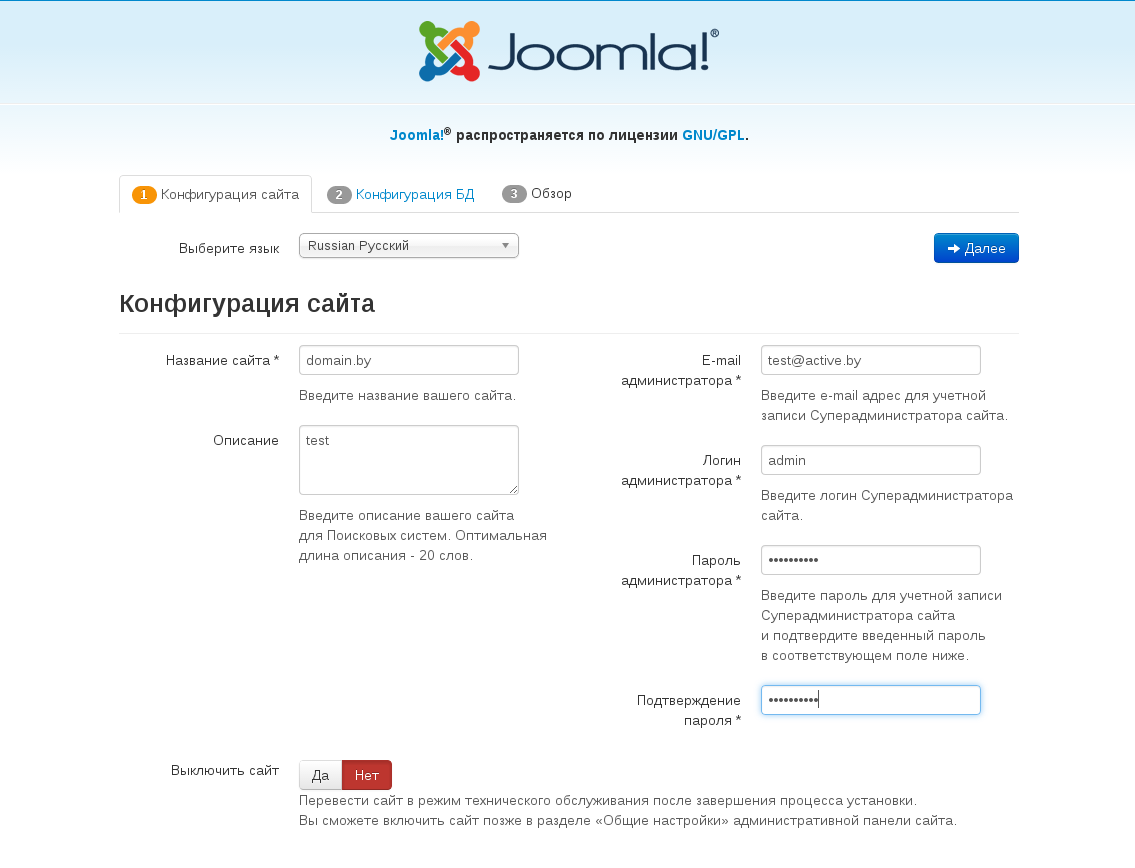 Joomla!®
Joomla!® распространяется по лицензии GNU/GPL.
1 Конфигурация сайта
2 Конфигурация БД
3 Обзор
Выберите язык
Russian Русский
Далее
Конфигурация сайта
Название сайта *
domain.by
Введите название вашего сайта.
Описание
test
Введите описание вашего сайта
для Поисковых систем. Оптимальная
длина описания - 20 слов.
E-mail
администратора *
test@active.by
Введите e-mail адрес для учетной
записи Суперадминистратора сайта.
Логин
администратора *
admin
Введите логин Суперадминистратора
сайта.
Пароль
администратора *
••••••••••
Введите пароль для учетной записи
Суперадминистратора сайта
и подтвердите введенный пароль
в соответствующем поле ниже.
Подтверждение
пароля *
••••••••••
Выключить сайт
Да
Нет
Перевести сайт в режим технического обслуживания после завершения процесса установки.
Вы сможете включить сайт позже в разделе «Общие настройки» административной панели сайта.